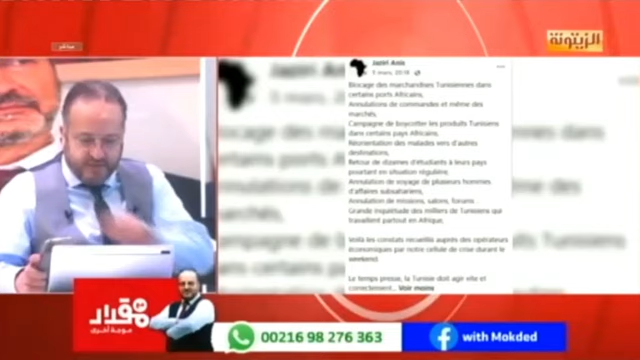 مباشر
الزيتونة
Jaziri Anis
5 mars, 2018
Blocage des marchandises Tunisiennes dans
certains ports Africains,
Annulations de commandes et même des
marchés,
Campagne de boycotter les produits Tunisiens
dans certains pays Africains,
Réorientation des malades vers d'autres
destinations,
Retour de dizaines d'étudiants à leurs pays
pourtant en situation régulière,
Annulation de voyage de plusieurs hommes
d'affaires subsahariens,
Annulation de missions, salons, forums
Grande inquiétude des milliers de Tunisiens qui
travaillent partout en Afrique,
Voilà les constats recueillis auprès des opérateurs
économiques par notre cellule de crise durant le
weekend.
Le temps presse, la Tunisie doit agir vite et
correctement... Voir moins
مقداد
موجة أخرى
00216 98 276 363
with Mokded